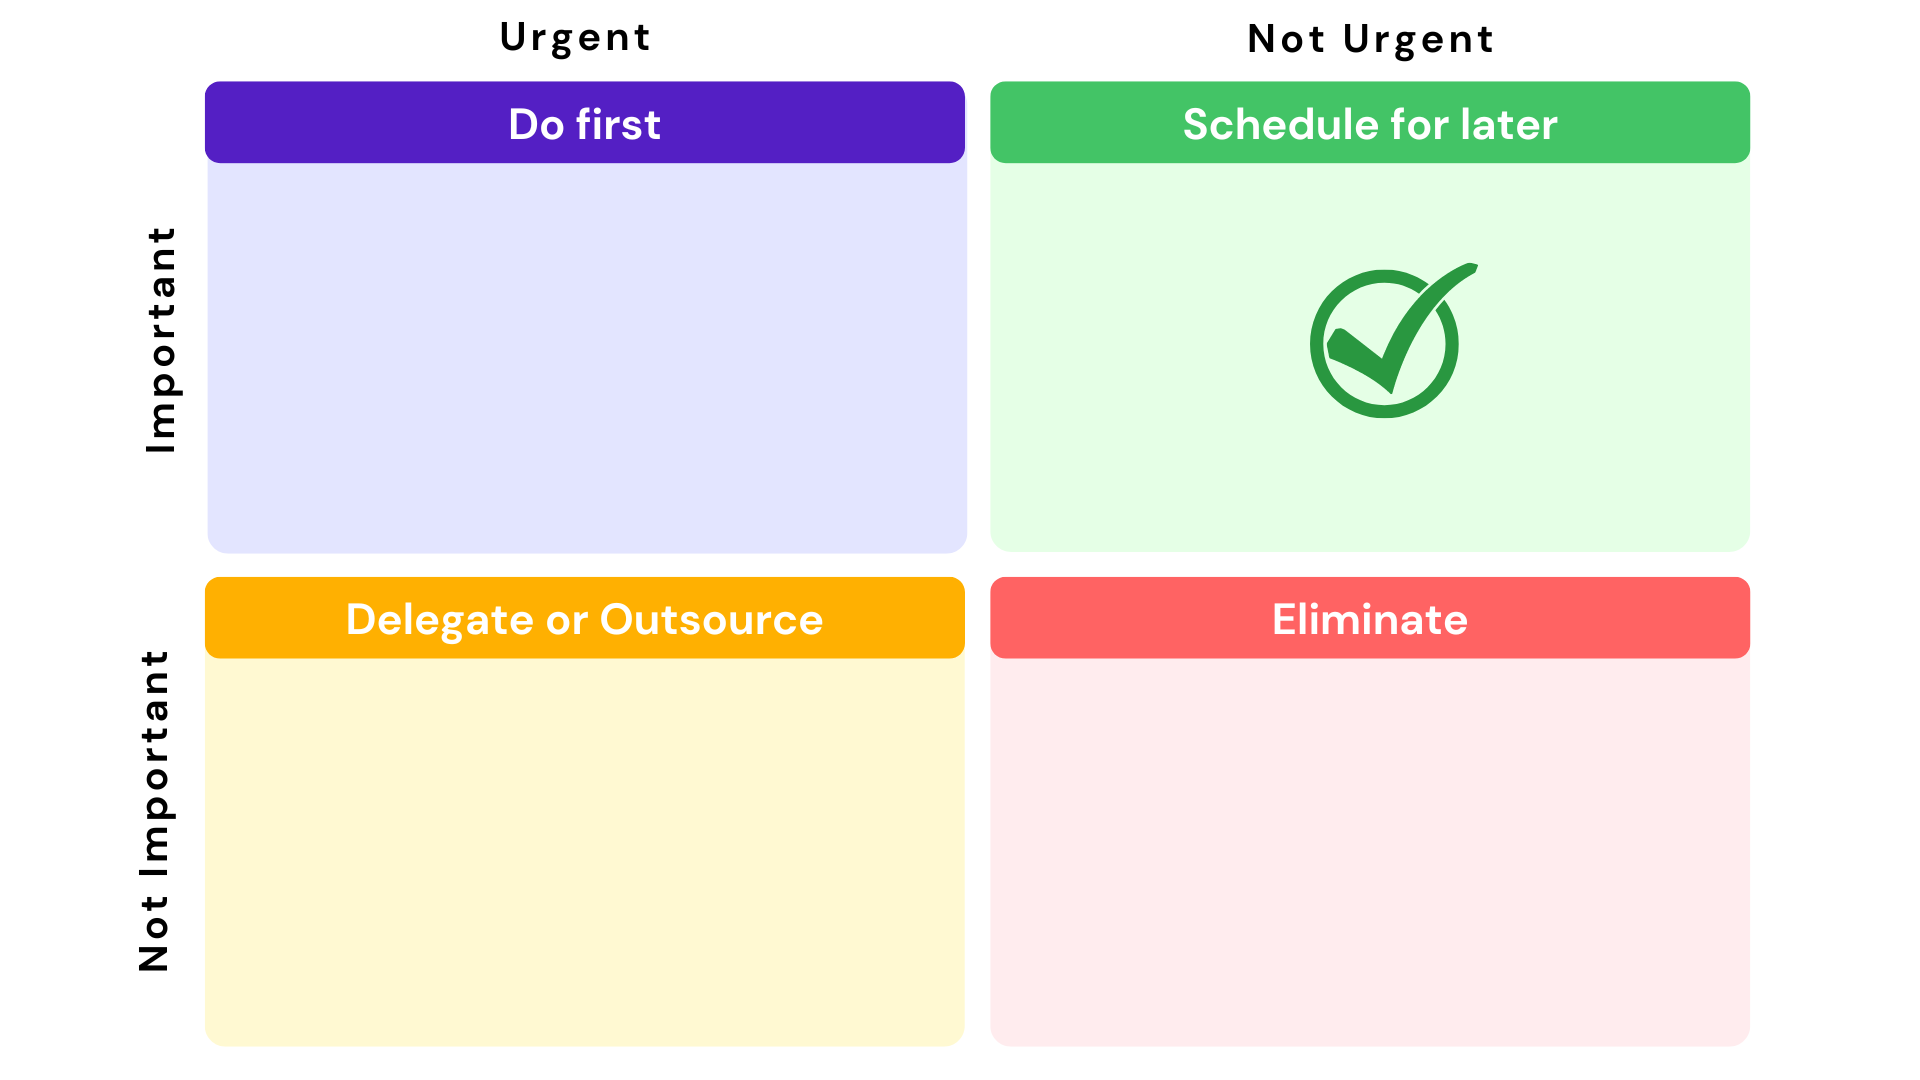 Urgent
Not Urgent
Do first
Schedule for later
Important
Delegate or Outsource
Eliminate
Not Important